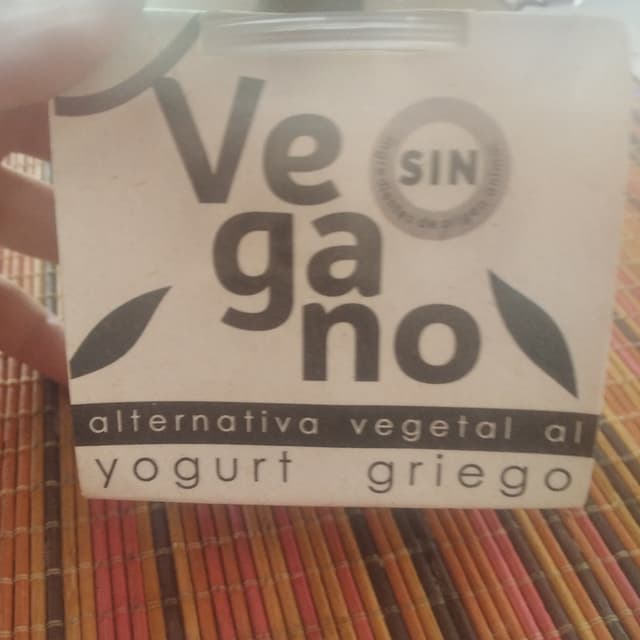 Ve
ga
no
SIN
alternativa vegetal al
yogurt griego